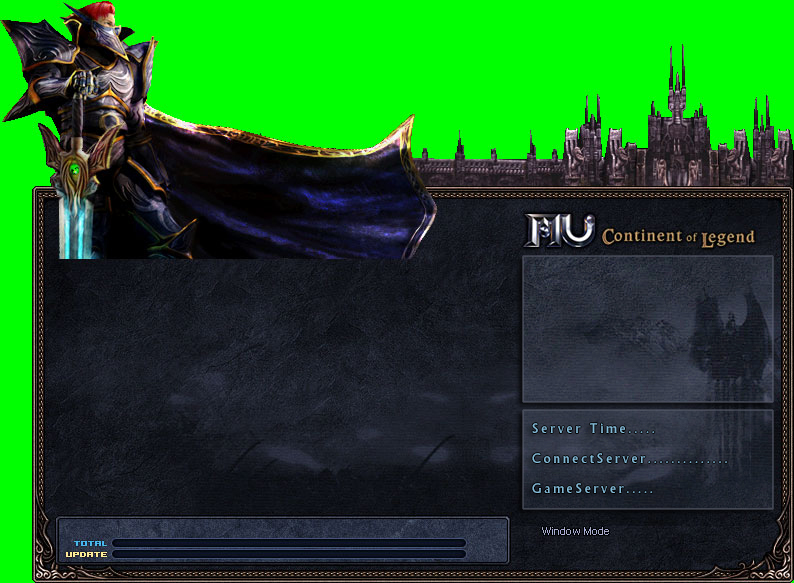 MU Continent of Legend
Server Time.....
ConnectServer.............
GameServer.....
Window Mode
TOTAL
UPDATE